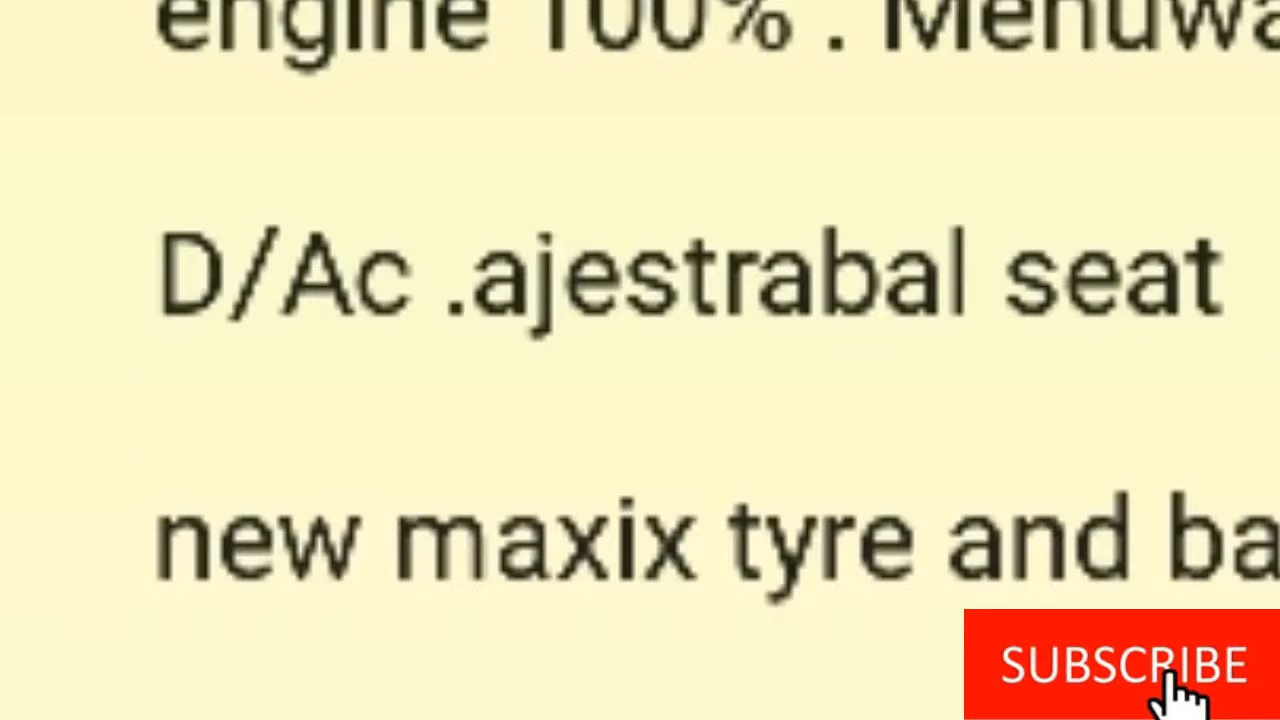 engine 100% . Menuwa
D/Ac .ajestrabal seat
new maxix tyre and ba
SUBSCRIBE